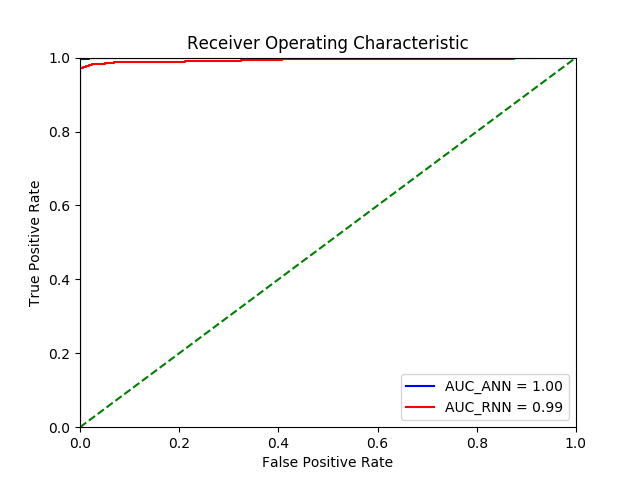 Receiver Operating Characteristic
1.0
0.8
0.6
0.4
0.2
0.0
True Positive Rate
AUC_ANN = 1.00
AUC_RNN = 0.99
0.0 0.2 0.4 0.6 0.8 1.0
False Positive Rate